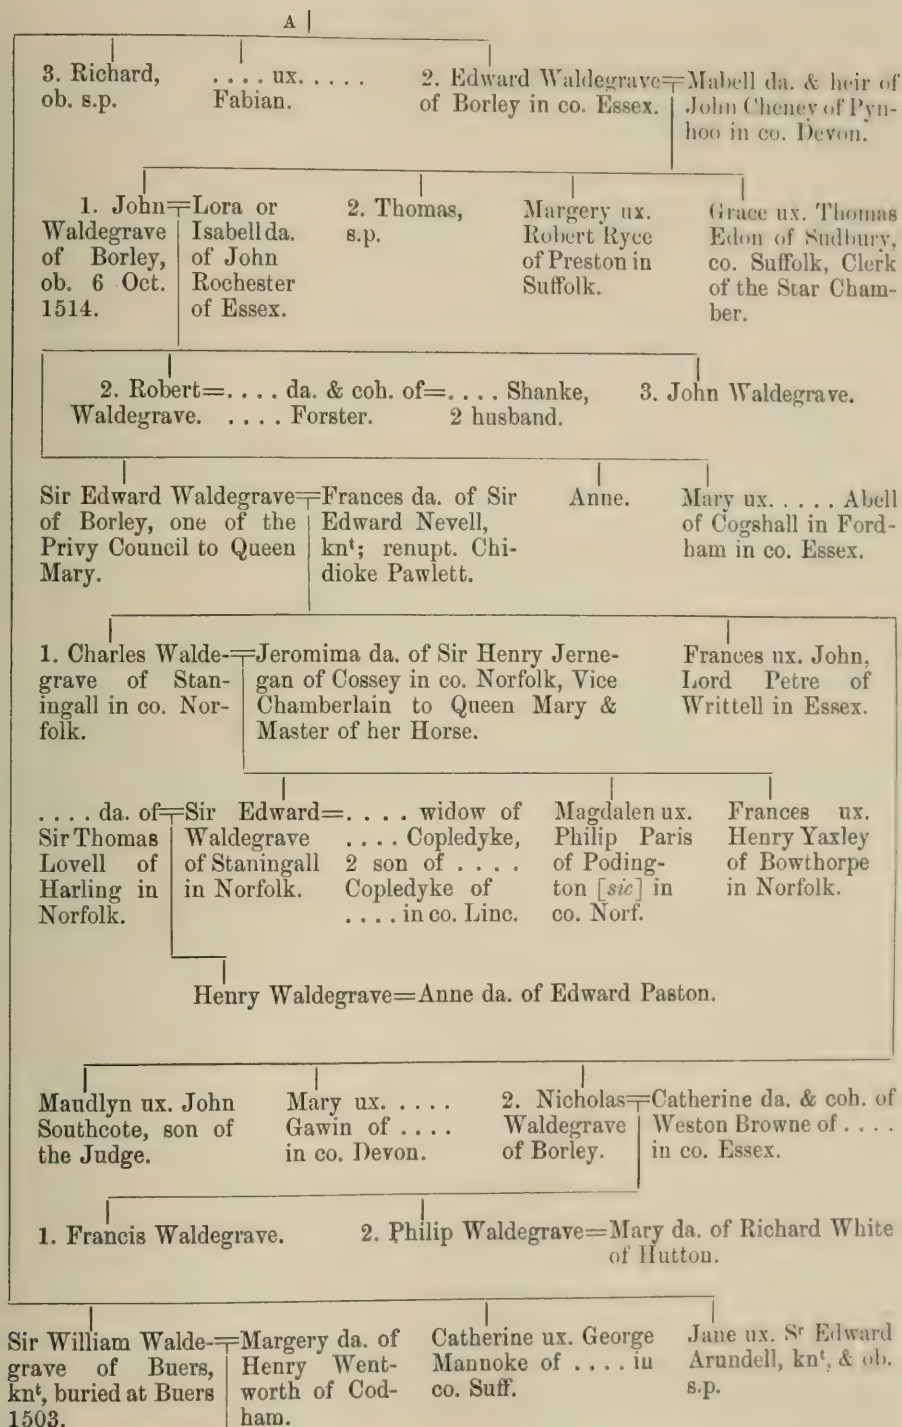 A
3. Richard,
ob. s.p.
. . . . ux. . . . . .
Fabian.
2. Edward Waldegrave=
of Borley in co. Essex.
Mabell da. & heir of
John Cheney of Pyn-
hoo in co. Devon.
1. John=
Waldegrave
of Borley,
ob. 6 Oct.
1514.
Lora or
Isabell da.
of John
Rochester
of Essex.
2. Thomas,
s.p.
Margery ux.
Robert Ryce
of Preston in
Suffolk.
Grace ux. Thomas
Edon of Sudbury,
co. Suffolk, Clerk
of the Star Cham-
ber.
2. Robert=. . . . da. & coh. of=. . . . Shanke,
Waldegrave. . . . . Forster. 2 husband.
3. John Waldegrave.
Sir Edward Waldegrave=
of Borley, one of the
Privy Council to Queen
Mary.
Frances da. of Sir
Edward Nevell,
knᵗ; renupt. Chi-
dioke Pawlett.
Anne.
Mary ux. . . . . . Abell
of Cogshall in Ford-
ham in co. Essex.
1. Charles Walde-=
grave of Stan-
ingall in co. Nor-
folk.
Jeromima da. of Sir Henry Jerne-
gan of Cossey in co. Norfolk, Vice
Chamberlain to Queen Mary &
Master of her Horse.
Frances ux. John,
Lord Petre of
Writtell in Essex.
. . . . da. of=
Sir Thomas
Lovell of
Harling in
Norfolk.
Sir Edward=
Waldegrave
of Staningall
in Norfolk.
. . . . widow of
. . . . Copledyke,
2 son of . . . .
Copledyke of
. . . . in co. Linc.
Magdalen ux.
Philip Paris
of Poding-
ton [sic] in
co. Norf.
Frances ux.
Henry Yaxley
of Bowthorpe
in Norfolk.
Henry Waldegrave=Anne da. of Edward Paston.
Maudlyn ux. John
Southcote, son of
the Judge.
Mary ux. . . . .
Gawin of . . . .
in co. Devon.
2. Nicholas=
Waldegrave
of Borley.
Catherine da. & coh. of
Weston Browne of . . . .
in co. Essex.
1. Francis Waldegrave.
2. Philip Waldegrave=Mary da. of Richard White
of Hutton.
Sir William Walde-=
grave of Buers,
knᵗ, buried at Buers
1503.
Margery da. of
Henry Went-
worth of Cod-
ham.
Catherine ux. George
Mannoke of . . . . in
co. Suff.
Jane ux. Sʳ Edward
Arundell, knᵗ, & ob.
s.p.